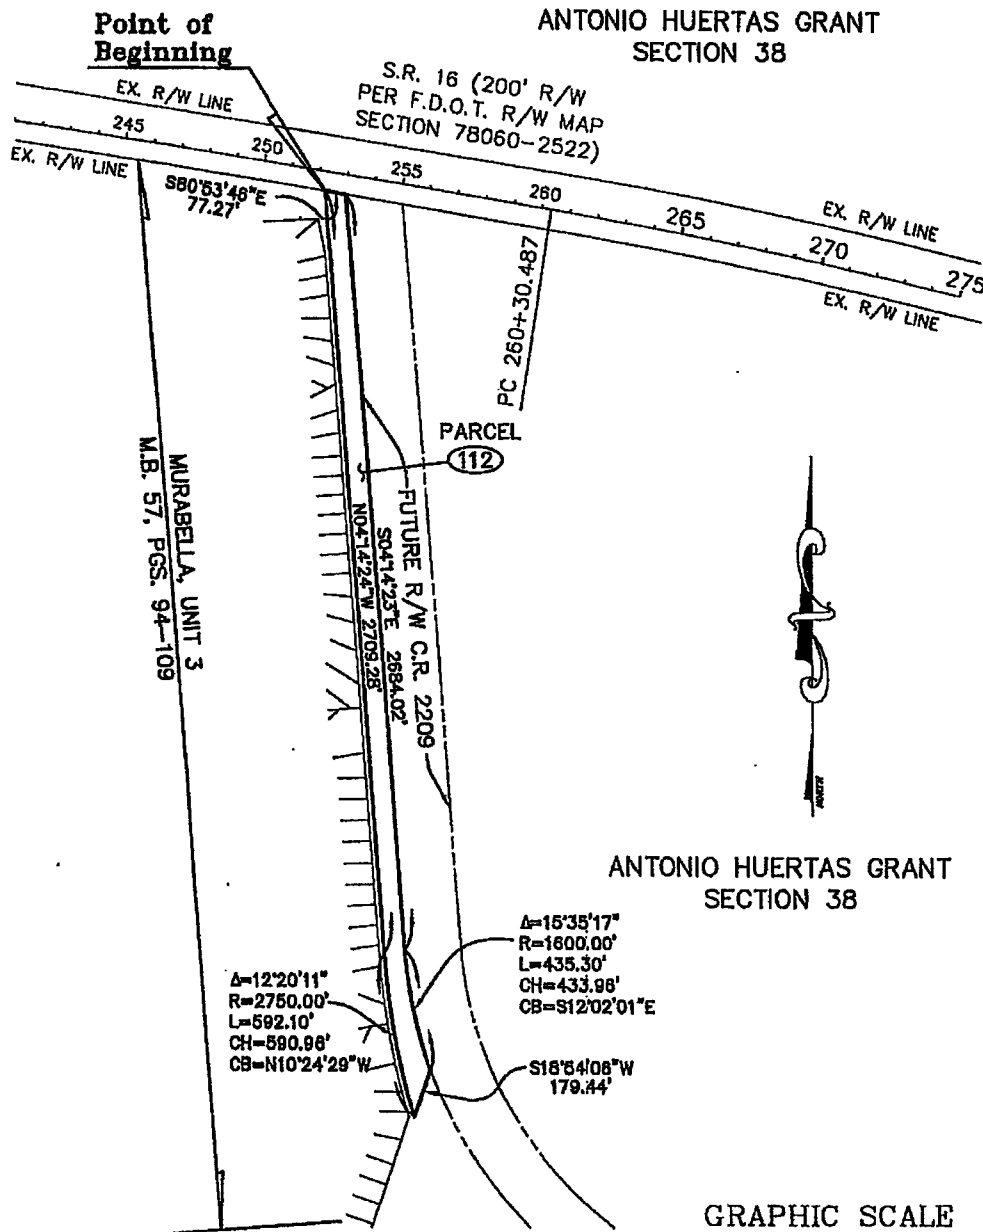 ANTONIO HUERTAS GRANT
SECTION 38
Point of
Beginning
S.R. 16 (200' R/W
PER F.D.O.T. R/W MAP
SECTION 78060-2522)
EX. R/W LINE
EX. R/W LINE
245
250
255
260
265
270
275
EX. R/W LINE
EX. R/W LINE
S80°53'46"E
77.27'
PC 260+30.487
PARCEL
112
MURABELLA, UNIT 3
M.B. 57, PGS. 94-109
FUTURE R/W C.R. 2209
S04°14'23"E 2684.02'
N04°14'24"W 2709.28'
NORTH
ANTONIO HUERTAS GRANT
SECTION 38
Δ=15°35'17"
R=1600.00'
L=435.30'
CH=433.96'
CB=S12°02'01"E
Δ=12°20'11"
R=2750.00'
L=592.10'
CH=590.96'
CB=N10°24'29"W
S18°54'08"W
179.44'
GRAPHIC SCALE